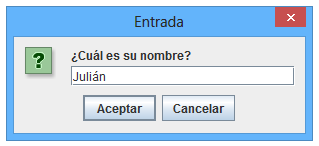 Entrada
¿Cuál es su nombre?
Julián
Aceptar Cancelar